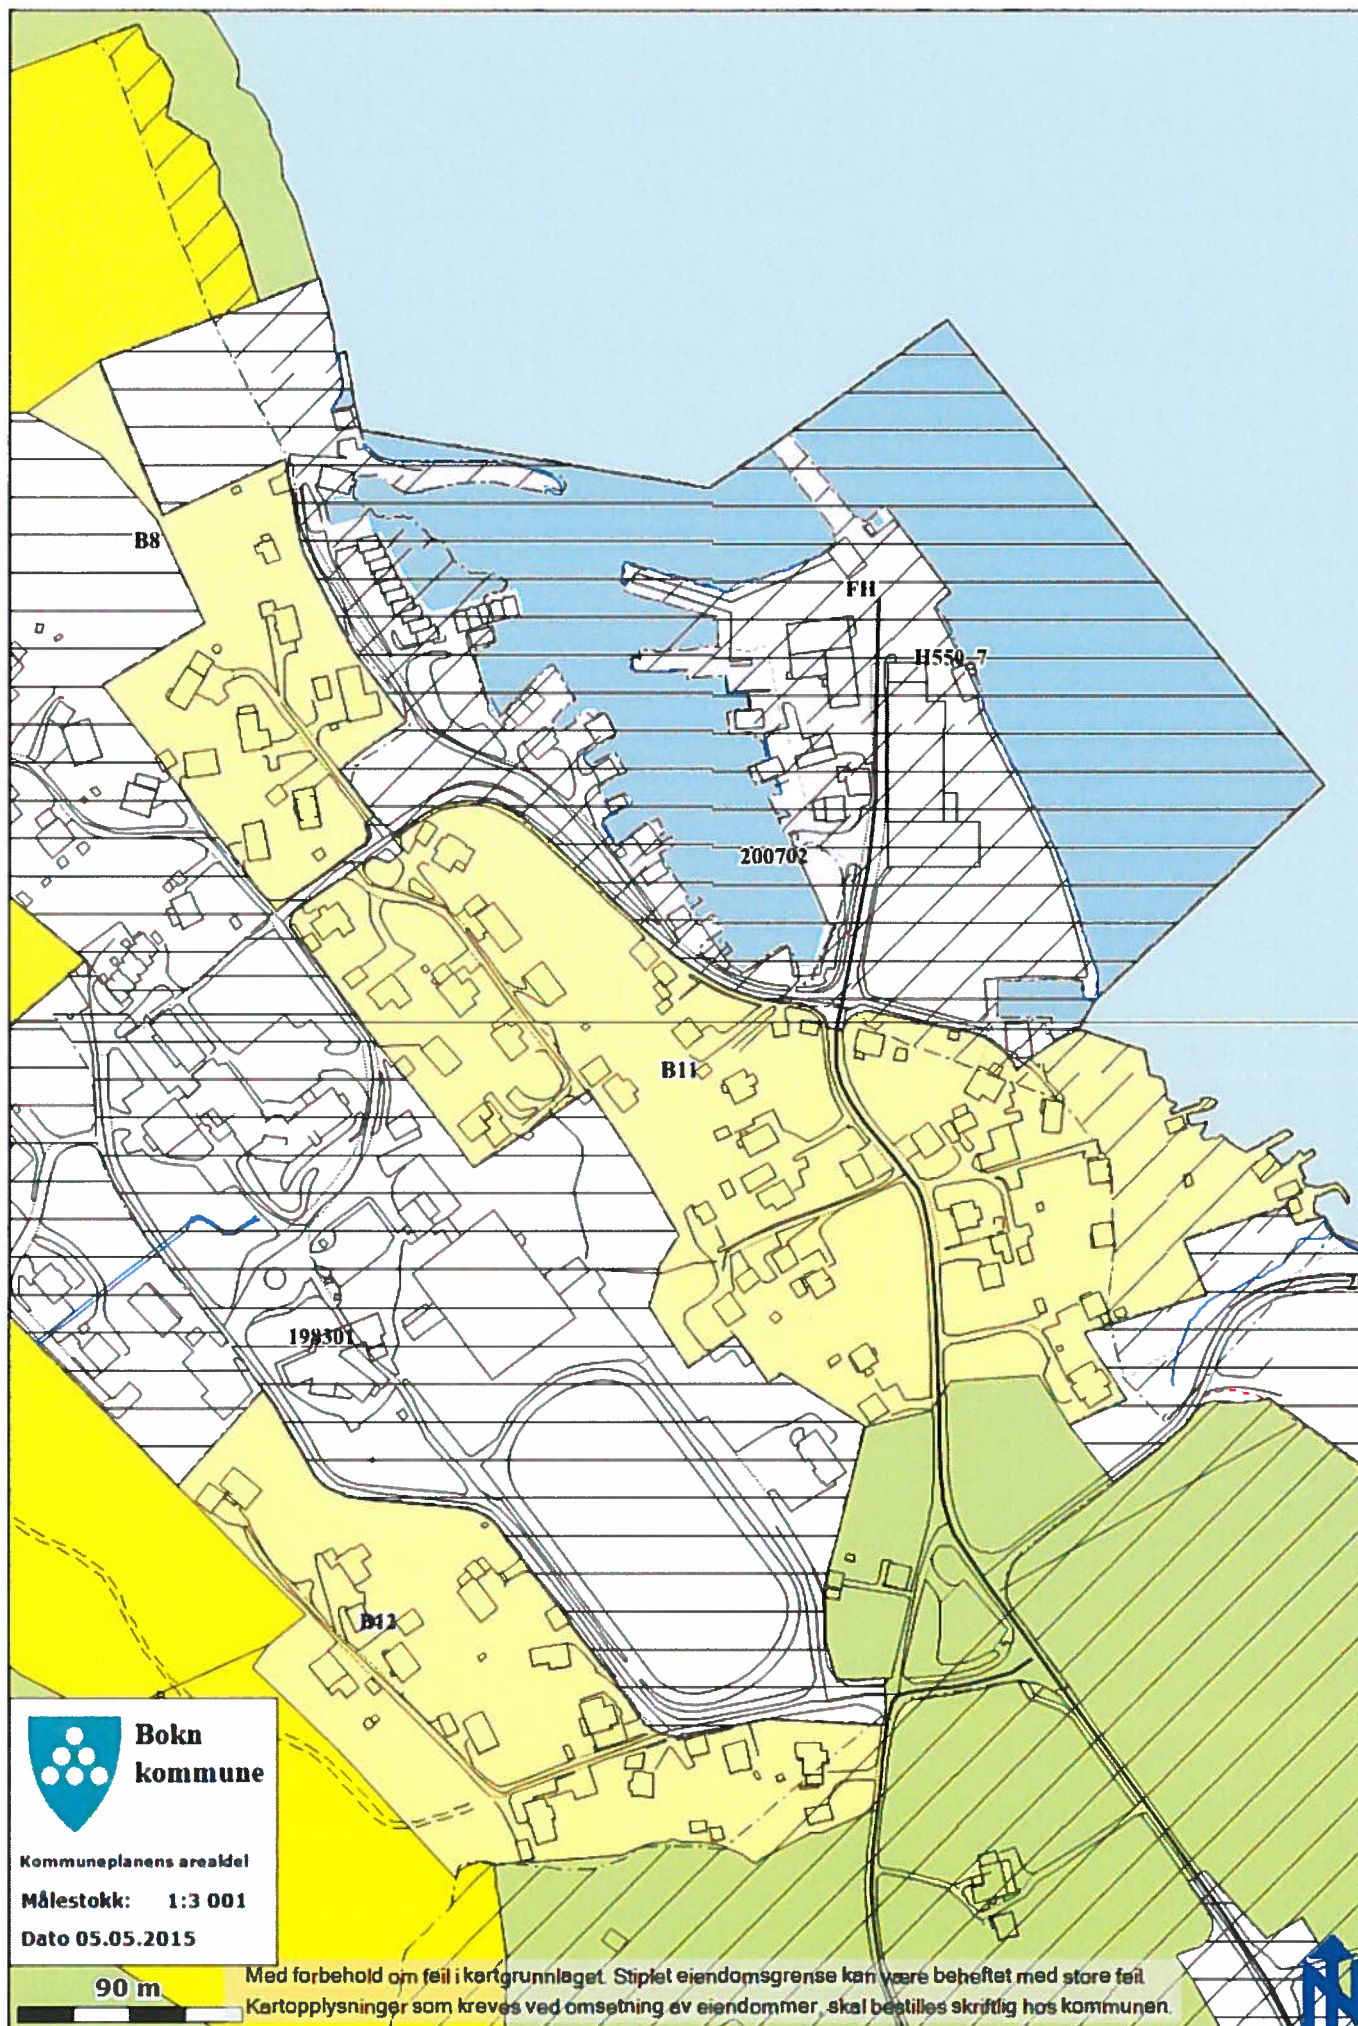 B8
FH
H550_7
200702
B11
198301
B12
Bokn
kommune
Kommuneplanens arealdel
Målestokk: 1:3 001
Dato 05.05.2015
90 m
Med forbehold om feil i kartgrunnlaget. Stiplet eiendomsgrense kan være beheftet med store feil.
Kartopplysninger som kreves ved omsetning av eiendommer, skal bestilles skriftlig hos kommunen.
N